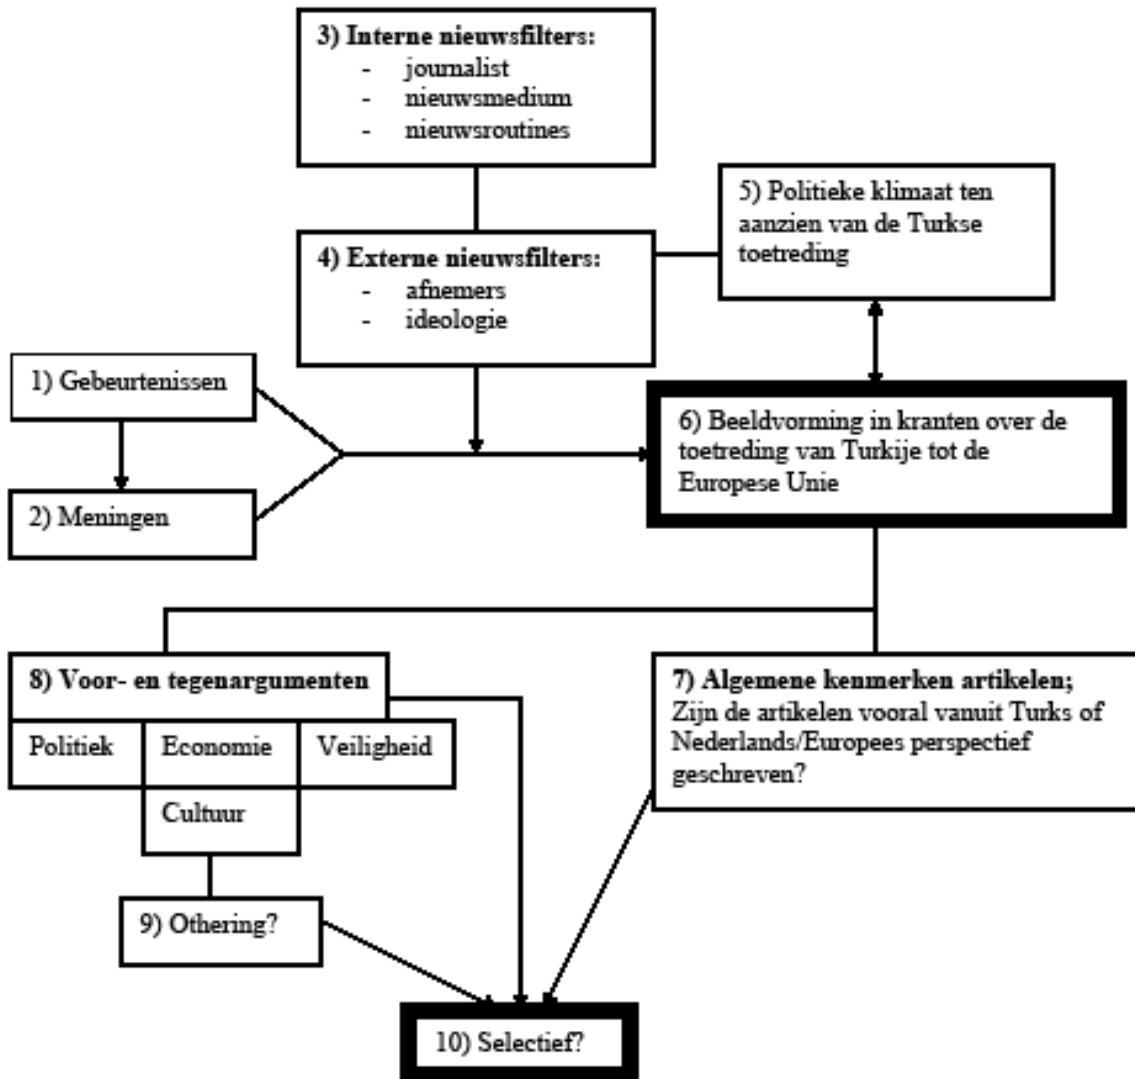 3) Interne nieuwsfilters:
- journalist
- nieuwsmedium
- nieuwsroutines
5) Politieke klimaat ten
aanzien van de Turkse
toetreding
4) Externe nieuwsfilters:
- afnemers
- ideologie
1) Gebeurtenissen
6) Beeldvorming in kranten over de
toetreding van Turkije tot de
Europese Unie
2) Meningen
8) Voor- en tegenargumenten
Politiek
Economie
Veiligheid
Cultuur
7) Algemene kenmerken artikelen;
Zijn de artikelen vooral vanuit Turks of
Nederlands/Europees perspectief
geschreven?
9) Othering?
10) Selectief?